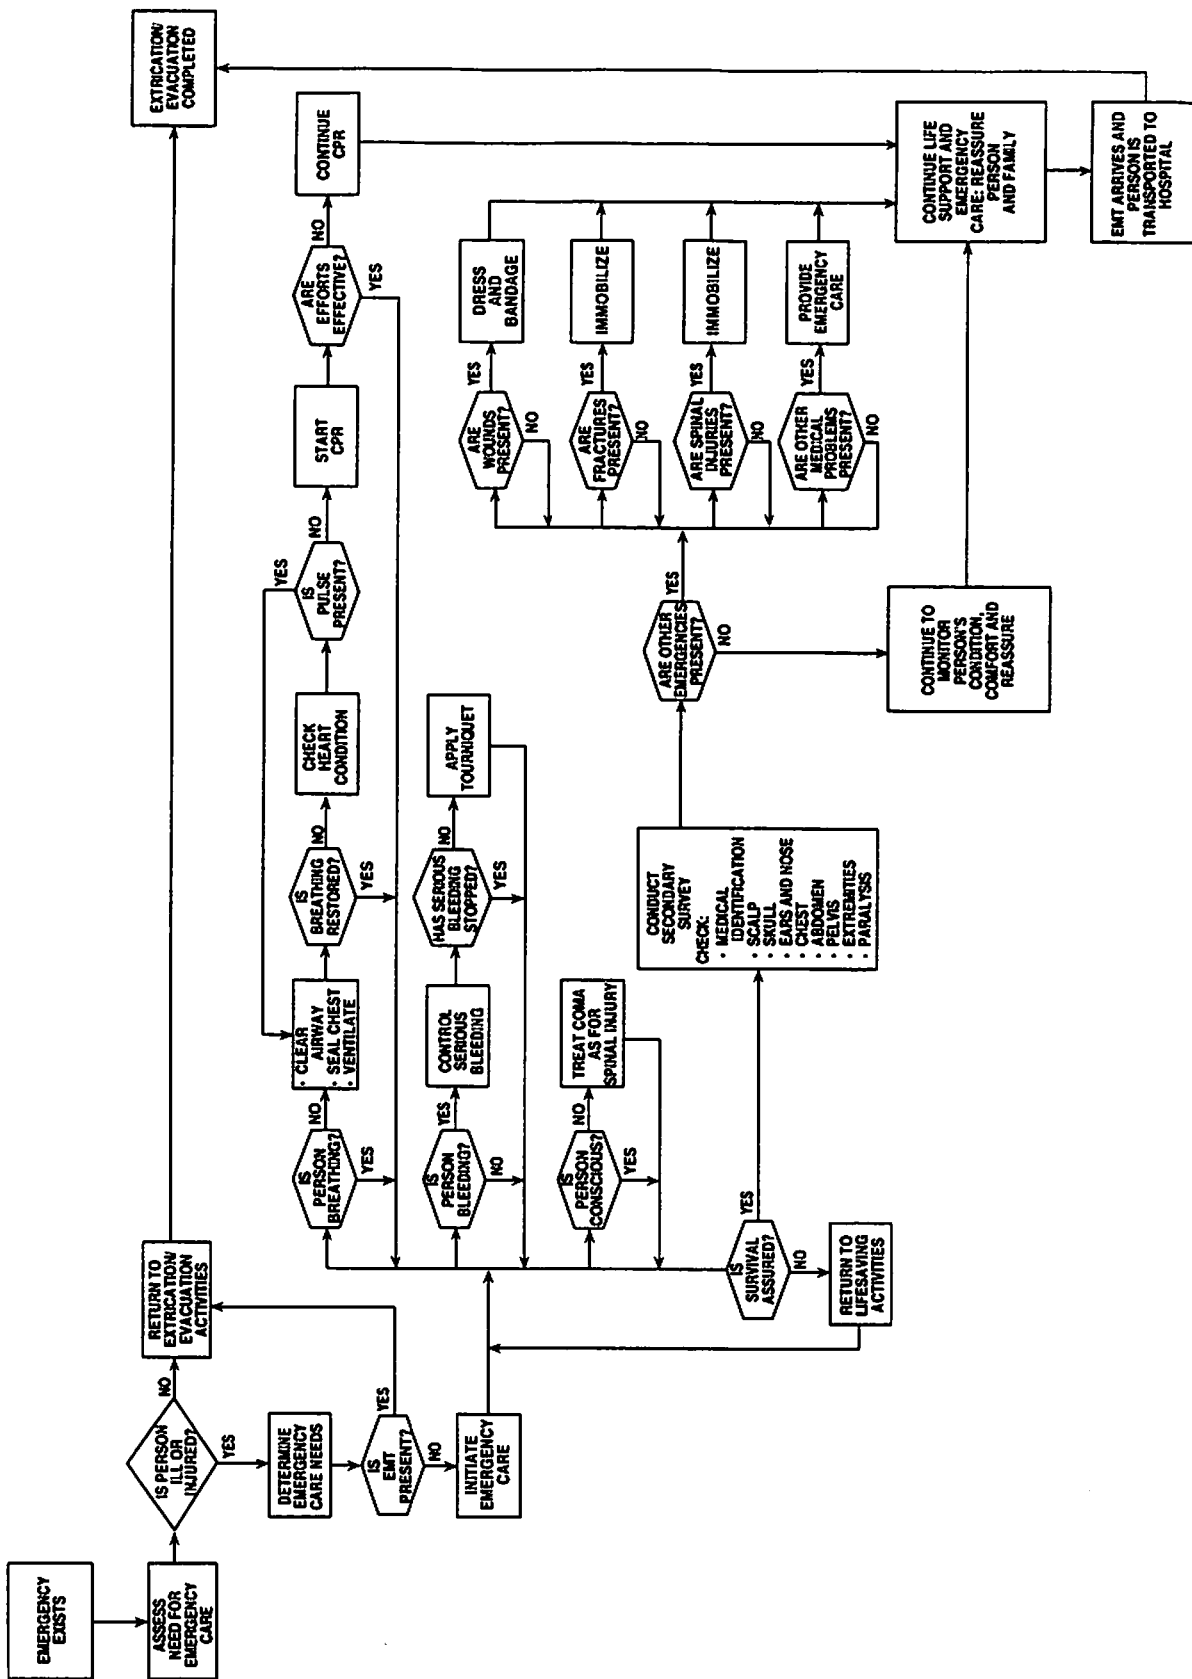 EMERGENCY
EXISTS
ASSESS
NEED FOR
EMERGENCY
CARE
IS PERSON
ILL OR
INJURED?
NO
YES
RETURN TO
EXTRICATION/
EVACUATION
ACTIVITIES
EXTRICATION/
EVACUATION
COMPLETED
DETERMINE
EMERGENCY
CARE NEEDS
IS
EMT
PRESENT?
YES
NO
INITIATE
EMERGENCY
CARE
IS
PERSON
BREATHING?
NO
YES
· CLEAR
AIRWAY
· SEAL CHEST
· VENTILATE
IS
BREATHING
RESTORED?
NO
YES
CHECK
HEART
CONDITION
IS
PULSE
PRESENT?
YES
NO
START
CPR
ARE
EFFORTS
EFFECTIVE?
NO
YES
CONTINUE
CPR
IS
PERSON
BLEEDING?
YES
NO
CONTROL
SERIOUS
BLEEDING
HAS SERIOUS
BLEEDING
STOPPED?
NO
YES
APPLY
TOURNIQUET
IS
PERSON
CONSCIOUS?
NO
YES
TREAT COMA
AS FOR
SPINAL INJURY
IS
SURVIVAL
ASSURED?
YES
NO
RETURN TO
LIFESAVING
ACTIVITIES
CONDUCT
SECONDARY
SURVEY
CHECK:
· MEDICAL
IDENTIFICATION
· SCALP
· SKULL
· EARS AND NOSE
· CHEST
· ABDOMEN
· PELVIS
· EXTREMITIES
· PARALYSIS
ARE OTHER
EMERGENCIES
PRESENT?
YES
NO
CONTINUE TO
MONITOR
PERSON'S
CONDITION,
COMFORT AND
REASSURE
ARE
WOUNDS
PRESENT?
YES
NO
DRESS
AND
BANDAGE
ARE
FRACTURES
PRESENT?
YES
NO
IMMOBILIZE
ARE SPINAL
INJURIES
PRESENT?
YES
NO
IMMOBILIZE
ARE OTHER
MEDICAL
PROBLEMS
PRESENT?
YES
NO
PROVIDE
EMERGENCY
CARE
CONTINUE LIFE
SUPPORT AND
EMERGENCY
CARE: REASSURE
PERSON
AND FAMILY
EMT ARRIVES AND
PERSON IS
TRANSPORTED TO
HOSPITAL